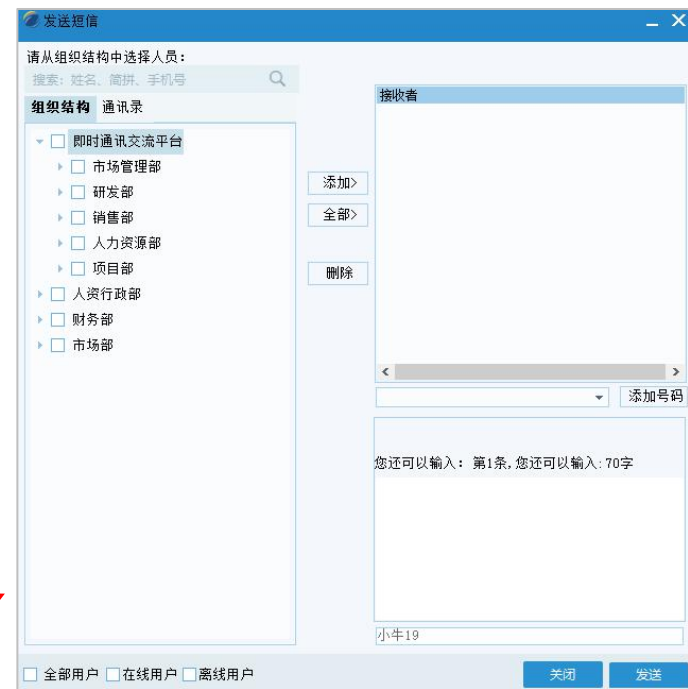 发送短信
请从组织结构中选择人员：
搜索：姓名、简拼、手机号
组织结构 通讯录
即时通讯交流平台
市场管理部
研发部
销售部
人力资源部
项目部
人资行政部
财务部
市场部
添加>
全部>
删除
接收者
添加号码
您还可以输入： 第1条,您还可以输入:70字
小牛19
全部用户 在线用户 离线用户
关闭 发送